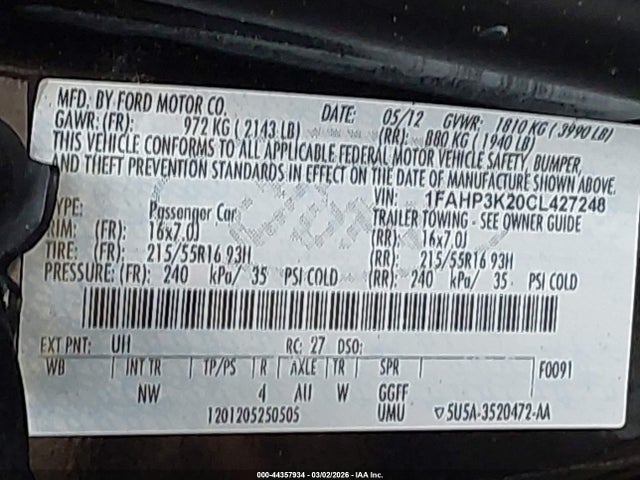 MFD. BY FORD MOTOR CO. DATE: 05/12 GVWR: 1810 KG ( 3990 LB)
GAWR: (FR): 972 KG ( 2143 LB) (RR): 880 KG ( 1940 LB)
THIS VEHICLE CONFORMS TO ALL APPLICABLE FEDERAL MOTOR VEHICLE SAFETY, BUMPER,
AND THEFT PREVENTION STANDARDS IN EFFECT ON THE DATE OF MANUFACTURE SHOWN ABOVE.
VIN: 1FAHP3K20CL427248
TYPE: Passenger Car TRAILER TOWING - SEE OWNER GUIDE
RIM: (FR): 16x7.0J (RR): 16x7.0J
TIRE: (FR): 215/55R16 93H (RR): 215/55R16 93H
PRESSURE: (FR): 240 kPa/ 35 PSI COLD (RR): 240 kPa/ 35 PSI COLD
EXT PNT: UH RC: 27 DSO:
WB INT TR TP/PS R AXLE TR SPR F0091
NW 4 AU W GGFF
1201205250505 UMU ▽5U5A-3520472-AA
000-44357934 - 03/02/2026 - IAA Inc.